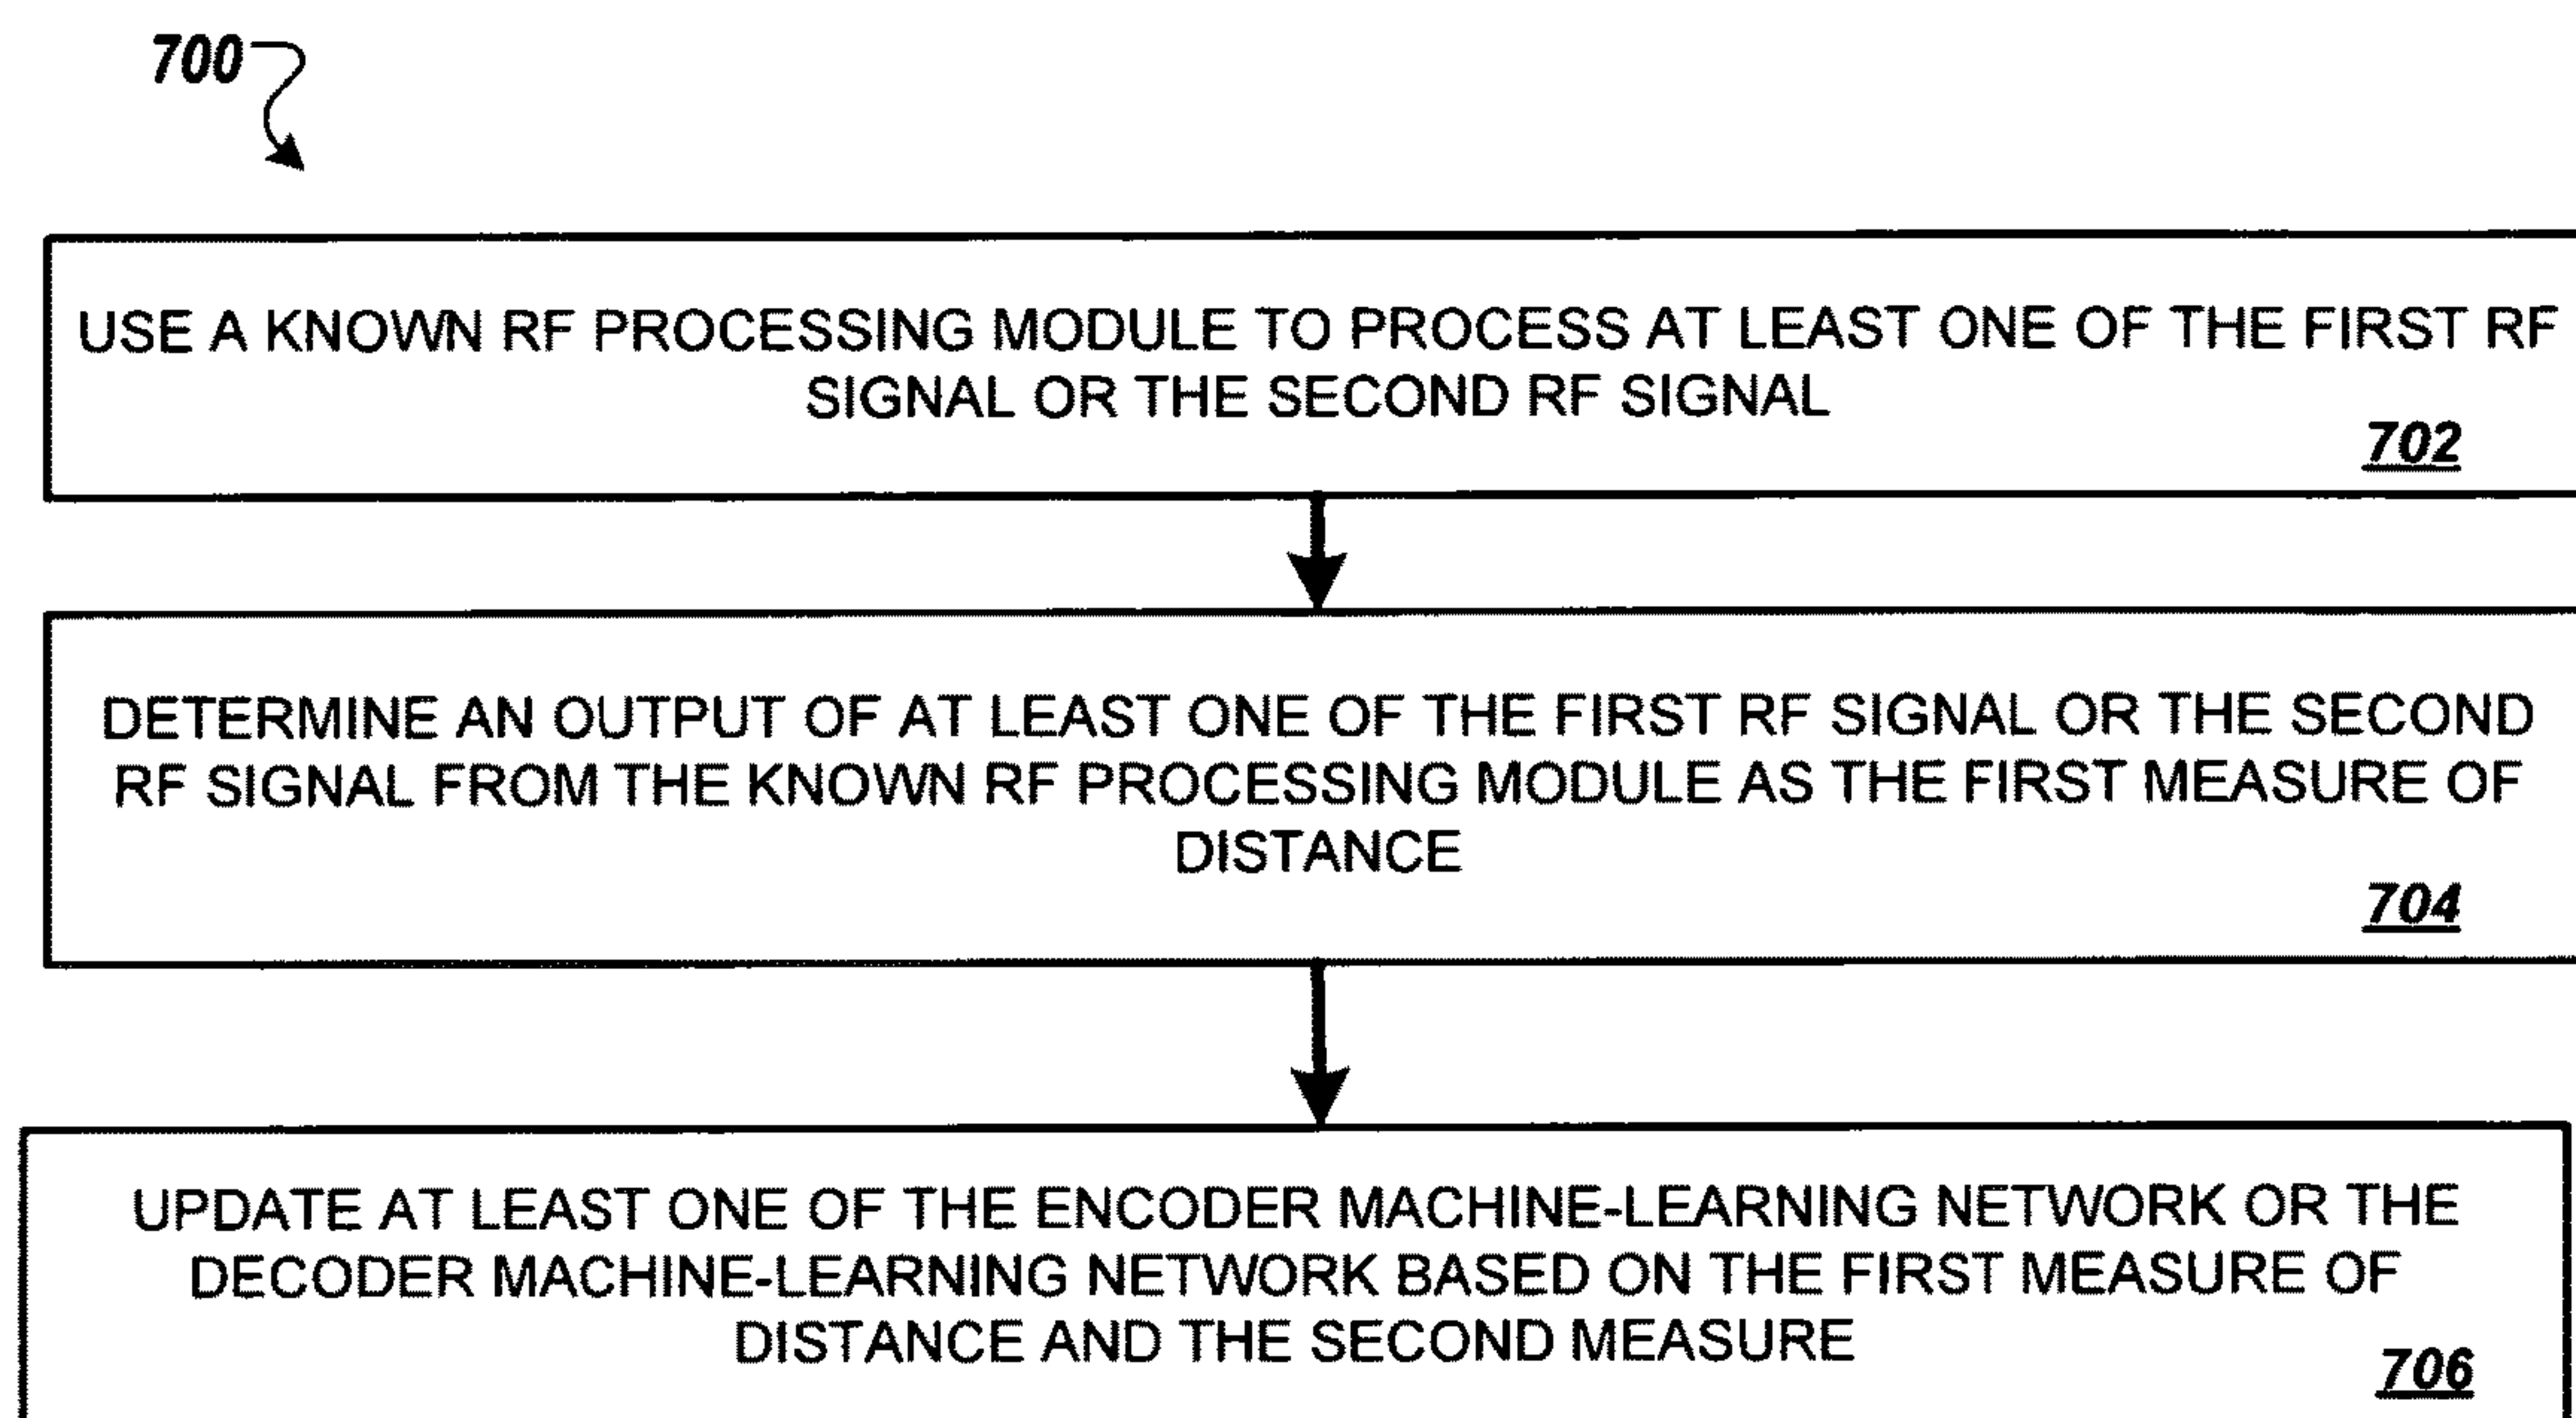 700
USE A KNOWN RF PROCESSING MODULE TO PROCESS AT LEAST ONE OF THE FIRST RF
SIGNAL OR THE SECOND RF SIGNAL
702
DETERMINE AN OUTPUT OF AT LEAST ONE OF THE FIRST RF SIGNAL OR THE SECOND
RF SIGNAL FROM THE KNOWN RF PROCESSING MODULE AS THE FIRST MEASURE OF
DISTANCE
704
UPDATE AT LEAST ONE OF THE ENCODER MACHINE-LEARNING NETWORK OR THE
DECODER MACHINE-LEARNING NETWORK BASED ON THE FIRST MEASURE OF
DISTANCE AND THE SECOND MEASURE
706